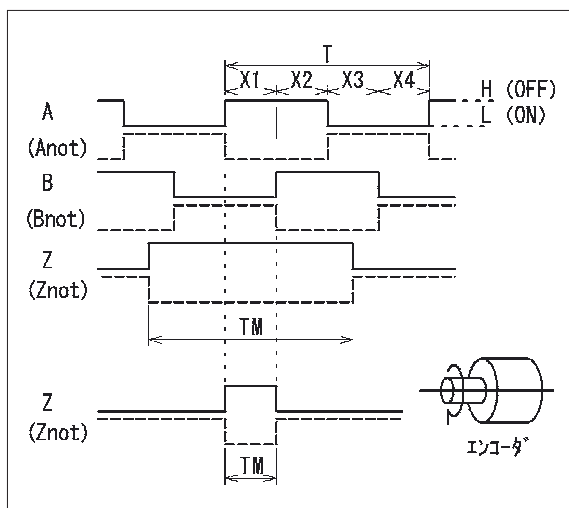 T
X1 X2 X3 X4
A
(Anot)
H (OFF)
L (ON)
B
(Bnot)
Z
(Znot)
TM
Z
(Znot)
TM
エンコーダ